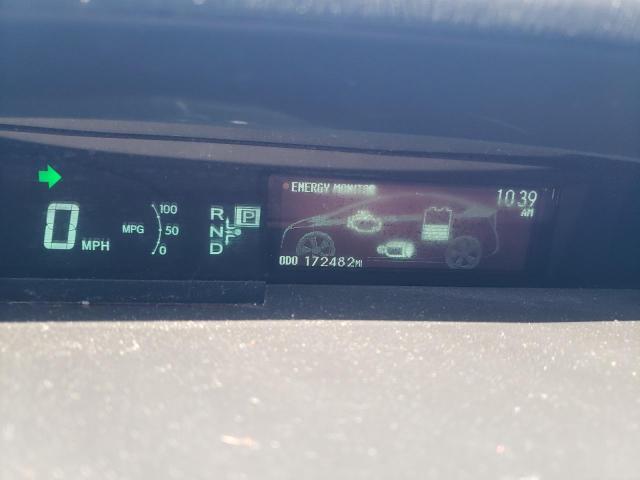 0 MPH
MPG
100
50
0
R
N
D
P
ENERGY MONITOR
10:39
AM
ODO 172482MI